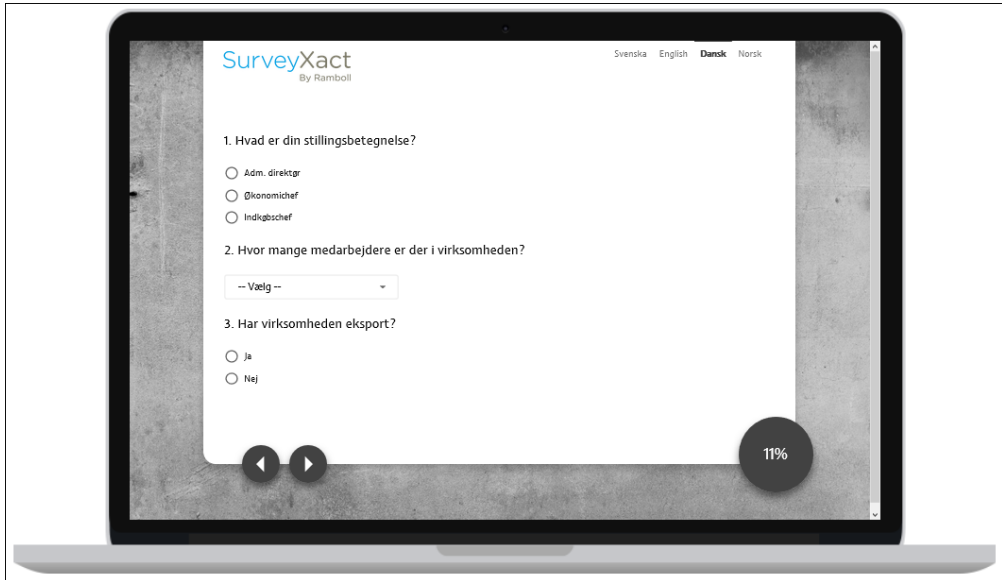 SurveyXact
By Ramboll
Svenska English Dansk Norsk
1. Hvad er din stillingsbetegnelse?
Adm. direktør
Økonomichef
Indkøbschef
2. Hvor mange medarbejdere er der i virksomheden?
-- Vælg --
3. Har virksomheden eksport?
Ja
Nej
11%